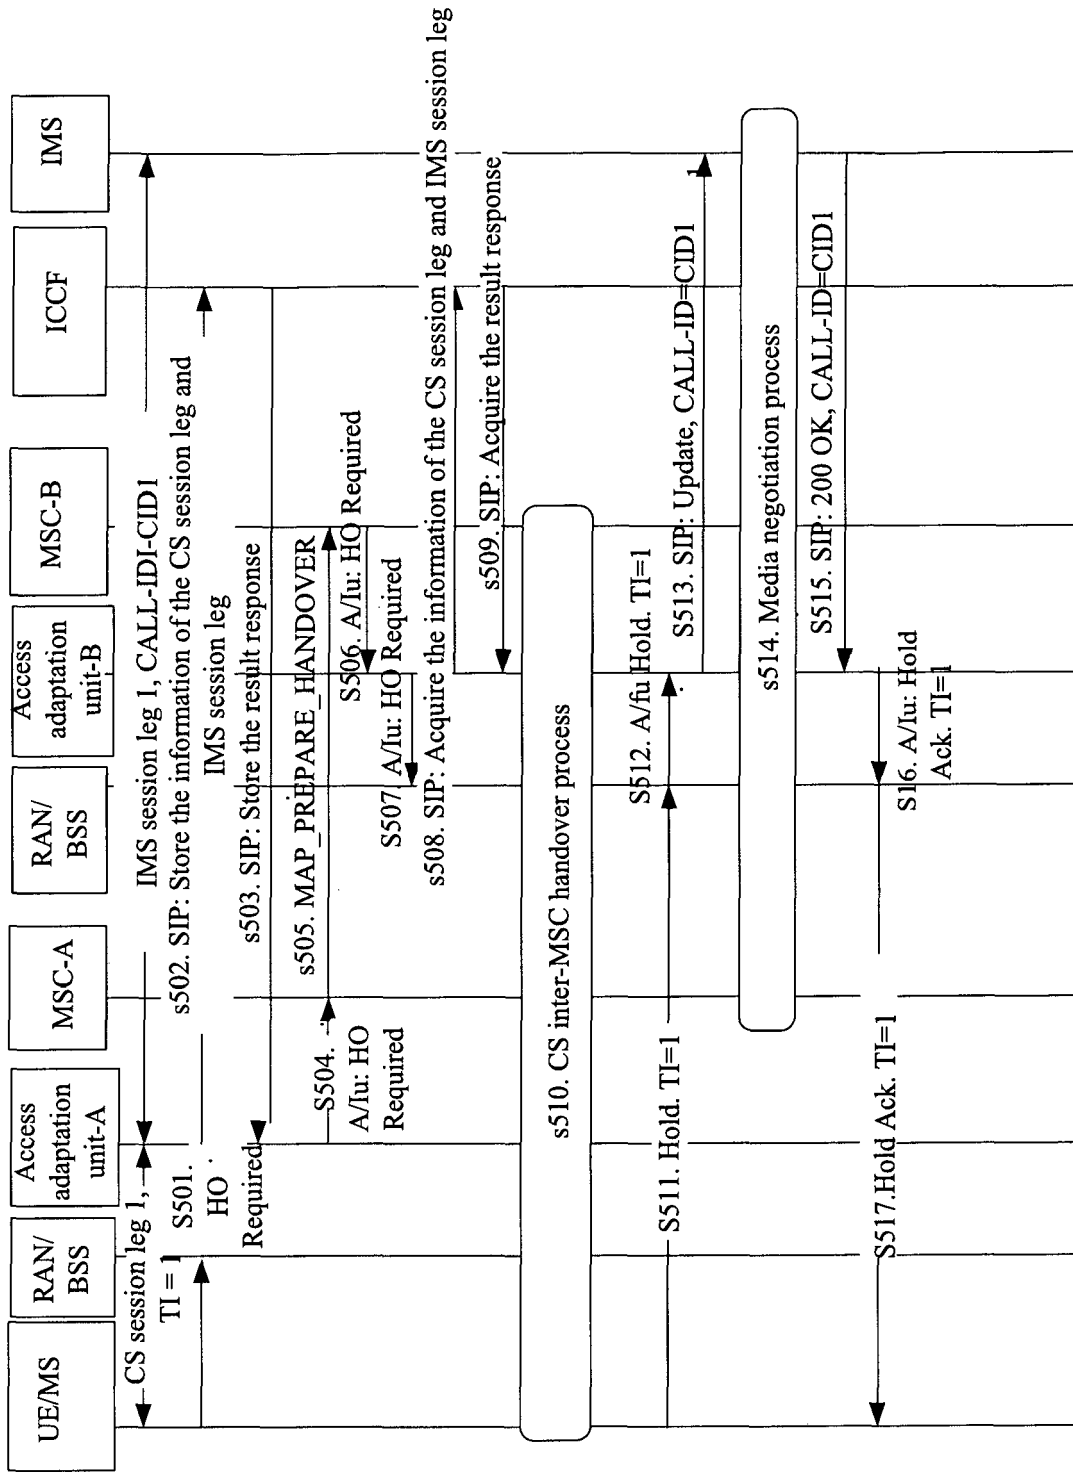 UE/MS
RAN/
BSS
Access
adaptation
unit-A
MSC-A
RAN/
BSS
Access
adaptation
unit-B
MSC-B
ICCF
IMS
CS session leg 1,
TI = 1
IMS session leg 1, CALL-IDI-CID1
S501.
HO
Required
s502. SIP: Store the information of the CS session leg and
IMS session leg
s503. SIP: Store the result response
S504.
A/Iu: HO
Required
s505. MAP_PREPARE_HANDOVER
S506. A/Iu: HO Required
S507. A/Iu: HO Required
s508. SIP: Acquire the information of the CS session leg and IMS session leg
s509. SIP: Acquire the result response
s510. CS inter-MSC handover process
S511. Hold. TI=1
S512. A/fu Hold. TI=1
S513. SIP: Update, CALL-ID=CID1
1
s514. Media negotiation process
S515. SIP: 200 OK, CALL-ID=CID1
S16. A/Iu: Hold
Ack. TI=1
S517.Hold Ack. TI=1